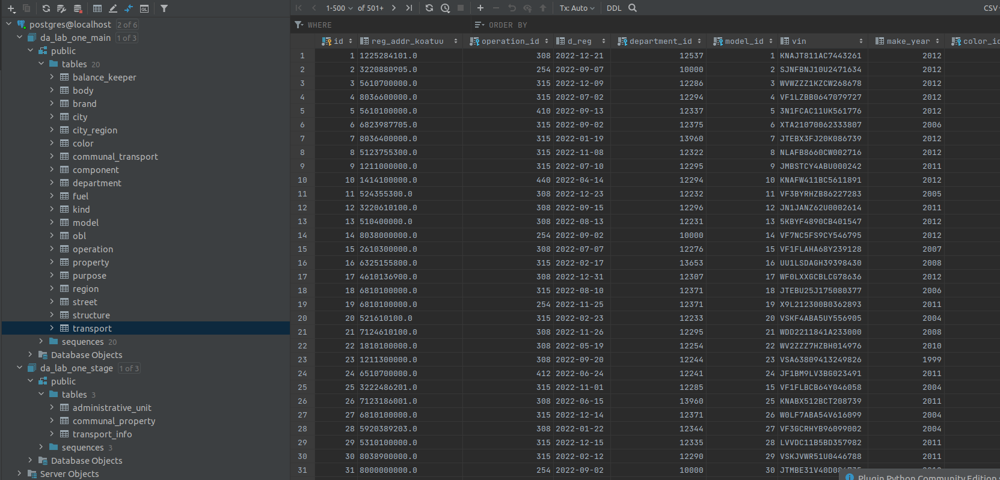 1-500 of 501+ Tx: Auto DDL CSV
postgres@localhost 2 of 6
da_lab_one_main 1 of 3
public
tables 20
balance_keeper
body
brand
city
city_region
color
communal_transport
component
department
fuel
kind
model
obl
operation
property
purpose
region
street
structure
transport
sequences 20
Database Objects
da_lab_one_stage 1 of 3
public
tables 3
administrative_unit
communal_property
transport_info
sequences 3
Database Objects
Server Objects
WHERE ORDER BY
id reg_addr_koatuu operation_id d_reg department_id model_id vin make_year color_id
1 1 1225284101.0 308 2022-12-21 12537 1 KNAJT811AC7443261 2012
2 2 3220880905.0 254 2022-09-07 10000 2 SJNFBNJ10U2471634 2012
3 3 5610700000.0 315 2022-12-09 12286 3 WVWZZZ1KZCW268678 2012
4 4 8036600000.0 315 2022-07-02 12294 4 VF1LZBB0647079727 2012
5 5 5610100000.0 410 2022-09-13 12337 5 3N1FCAC11UK561776 2012
6 6 6823987705.0 315 2022-09-02 12375 6 XTA21070062333807 2006
7 7 8036400000.0 315 2022-01-19 13960 7 JTEBX3FJ20K086739 2012
8 8 5123755300.0 315 2022-11-08 12322 8 NLAFB8660CW002716 2012
9 9 1211000000.0 315 2022-07-10 12295 9 JMBSTCY4ABU000242 2011
10 10 1414100000.0 440 2022-04-14 12294 10 KNAFW411BC5611891 2012
11 11 524355300.0 308 2022-12-23 12232 11 VF3BYRHZB86227283 2005
12 12 3220610100.0 308 2022-09-15 12296 12 JN1JANZ62U0002614 2011
13 13 510400000.0 308 2022-08-13 12231 13 5KBYF4890CB401547 2012
14 14 8038000000.0 254 2022-09-02 10000 14 VF7NC5FS9CY546795 2012
15 15 2610300000.0 308 2022-07-07 12276 15 VF1FLAHA68Y239128 2007
16 16 6325155800.0 315 2022-02-17 13653 16 UU1LSDAGH39398430 2008
17 17 4610136900.0 308 2022-12-31 12307 17 WF0LXXGCBLCG78636 2012
18 18 6810100000.0 315 2022-08-10 12371 18 JTEBU25J175080377 2006
19 19 6810100000.0 254 2022-11-25 12371 19 X9L212300B0362893 2011
20 20 521610100.0 315 2022-02-23 12233 20 VSKF4ABA5UY556905 2004
21 21 7124610100.0 308 2022-11-26 12295 21 WDD2211841A233000 2008
22 22 1810100000.0 308 2022-05-19 12254 22 WV2ZZZ7HZBH014976 2010
23 23 1211300000.0 308 2022-09-20 12244 23 VSA63809413249826 1999
24 24 6510700000.0 412 2022-06-24 12241 24 JF1BM9LV3BG023491 2011
25 25 3222486201.0 315 2022-11-01 12285 15 VF1FLBCB64Y046058 2004
26 26 7123186001.0 308 2022-06-15 13960 25 KNABX512BCT208739 2011
27 27 6810100000.0 315 2022-12-14 12371 26 W0LF7ABA54V616099 2004
28 28 5920389203.0 308 2022-01-22 12344 27 VF3GCRHYB96099002 2004
29 29 5310100000.0 315 2022-12-15 12335 28 LVVDC11B5BD357982 2011
30 30 8038900000.0 315 2022-02-12 12290 29 VSKJVWR51U0446788 2011
31 31 8000000000.0 254 2022-09-02 10000 30
Plugin Python Community Edition